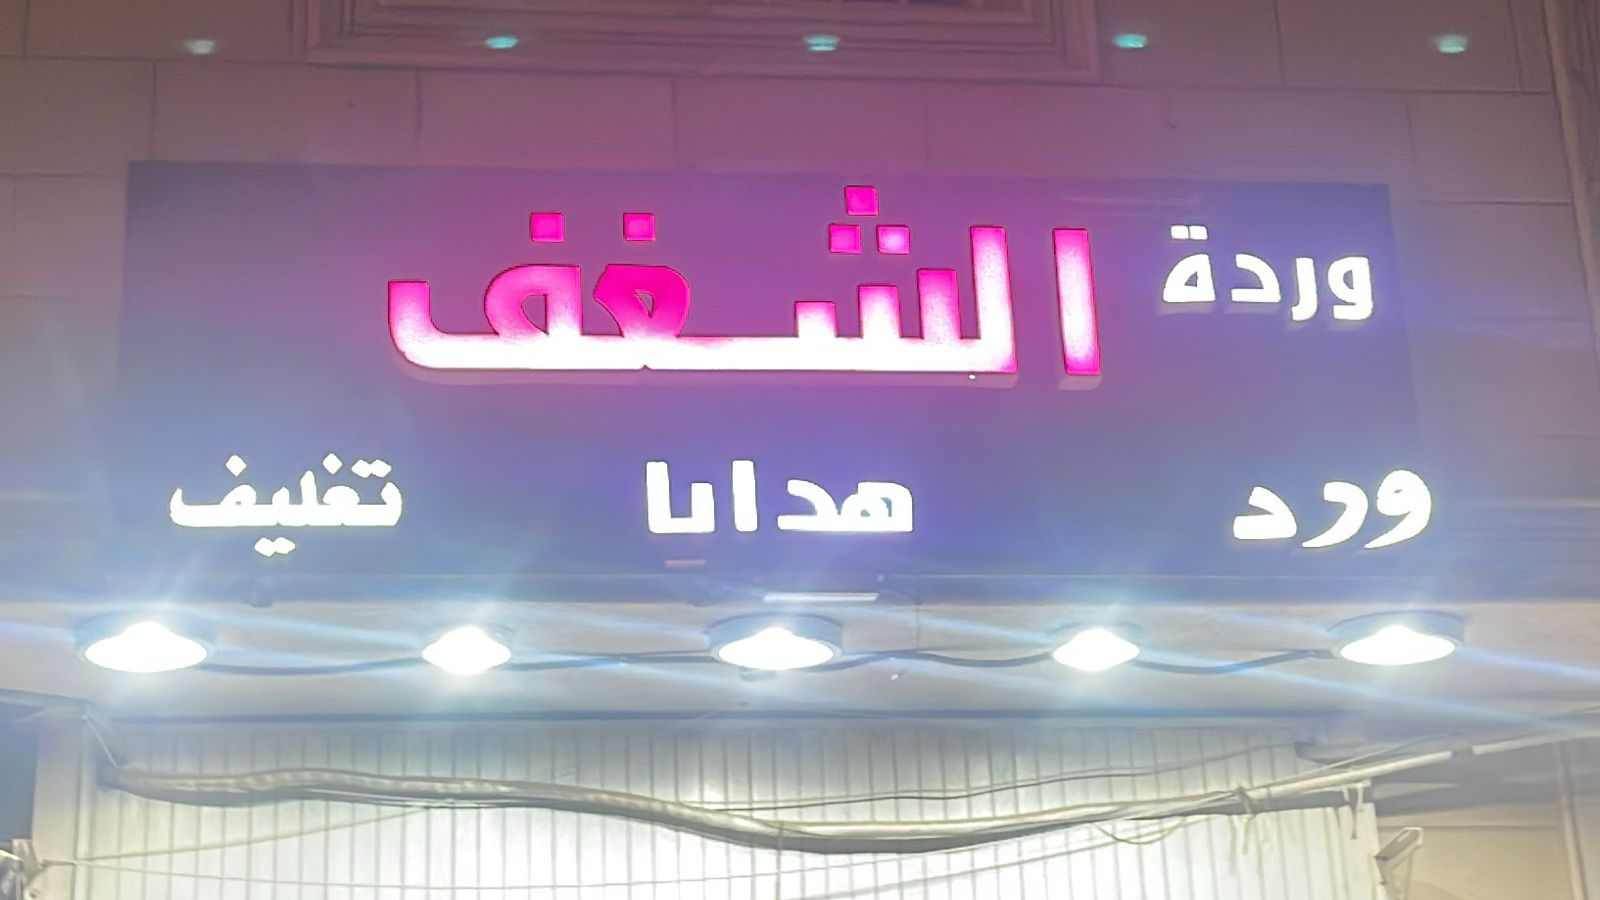 وردة الشغف
ورد هدايا تغليف